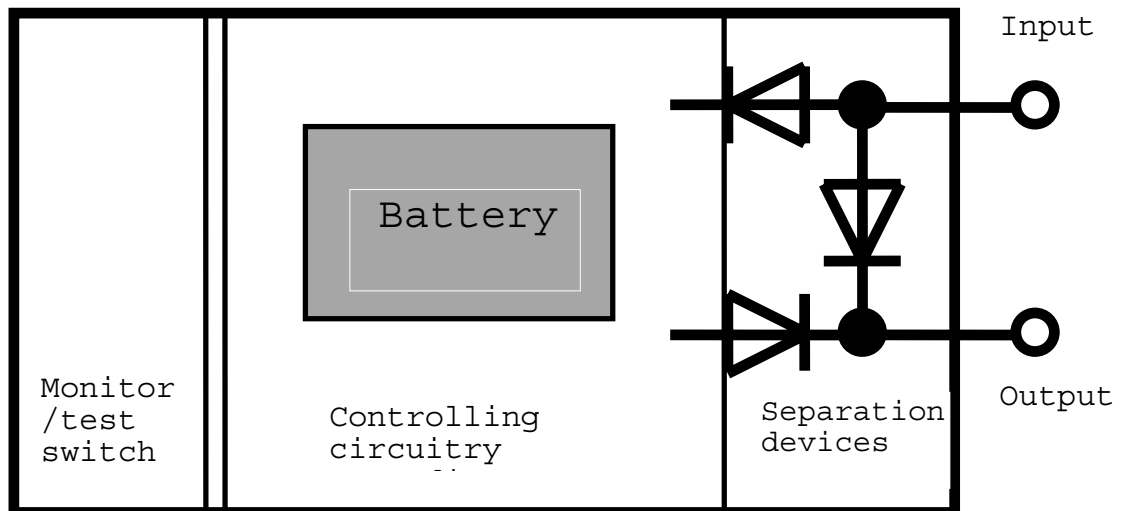 Input
Battery
Monitor
/test
switch
Controlling
circuitry
Separation
devices
Output